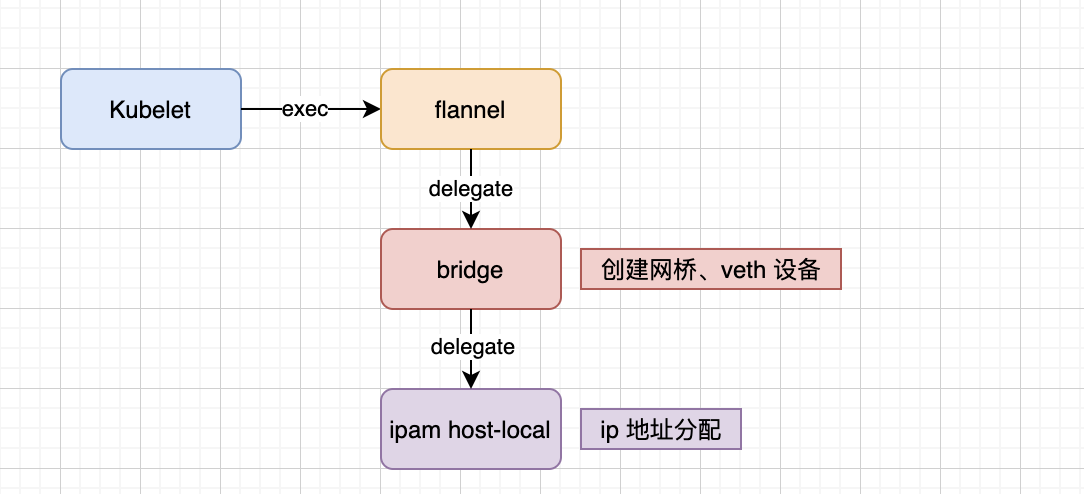 Kubelet
exec
flannel
delegate
bridge
创建网桥、veth 设备
delegate
ipam host-local
ip 地址分配